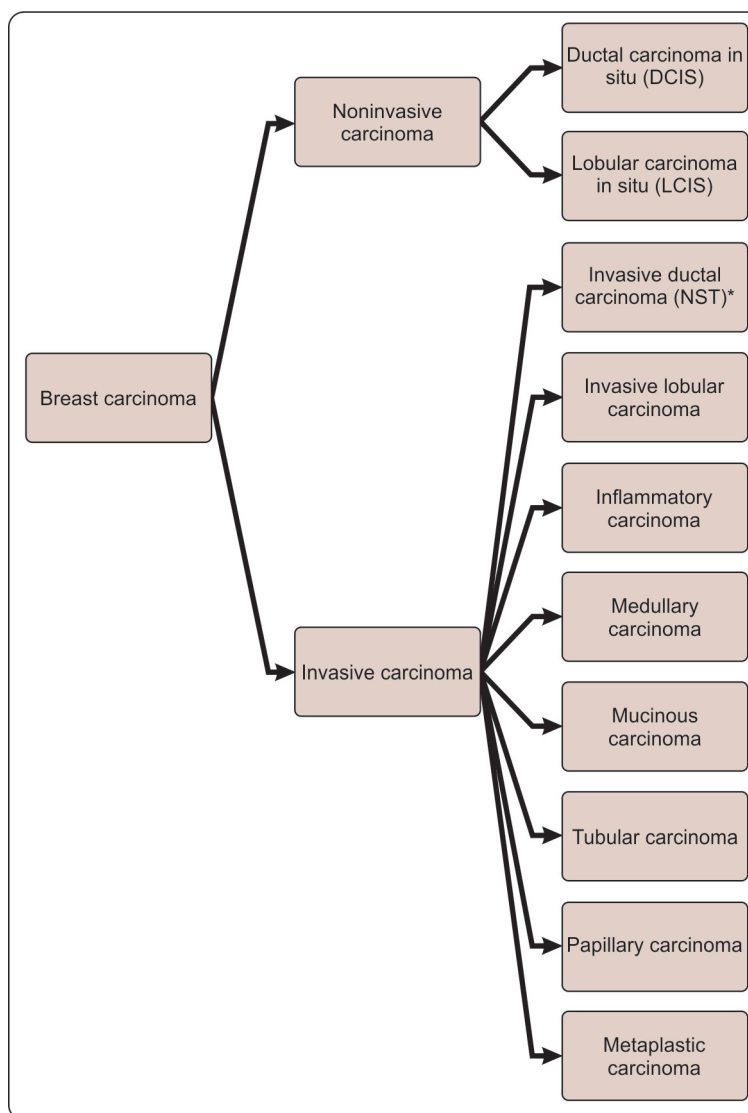 Ductal carcinoma in
situ (DCIS)
Noninvasive
carcinoma
Lobular carcinoma
in situ (LCIS)
Invasive ductal
carcinoma (NST)*
Breast carcinoma
Invasive lobular
carcinoma
Inflammatory
carcinoma
Medullary
carcinoma
Invasive carcinoma
Mucinous
carcinoma
Tubular carcinoma
Papillary carcinoma
Metaplastic
carcinoma